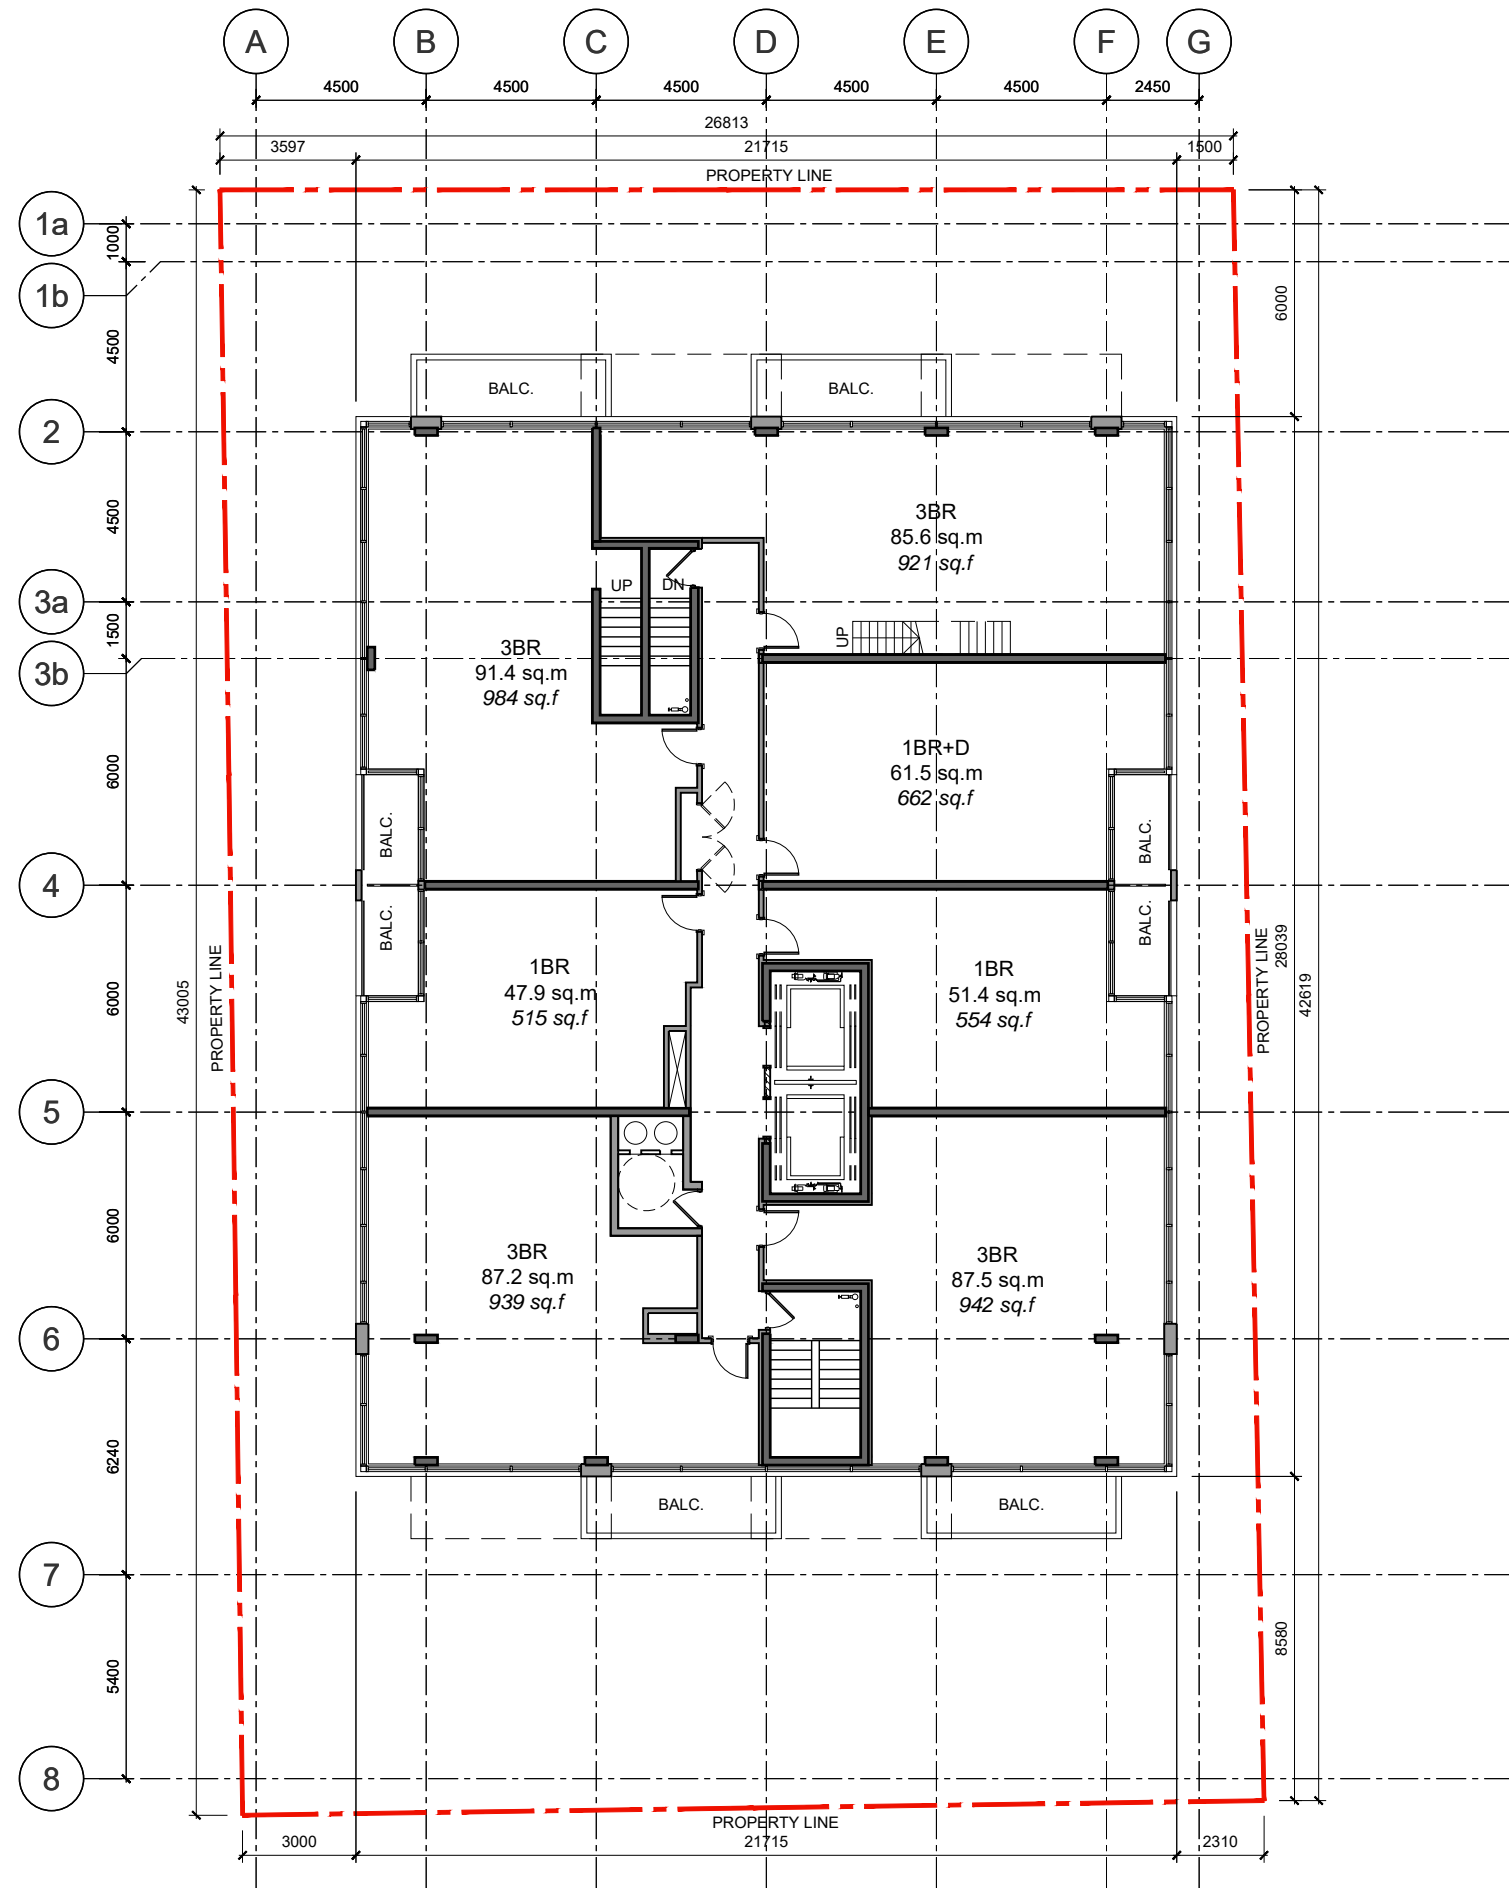 A B C D E F G
4500 4500 4500 4500 4500 2450
26813
3597 21715 1500
PROPERTY LINE
1a
1000
1b
4500
6000
BALC. BALC.
2
4500
3BR
85.6 sq.m
921 sq.f
UP DN
3a
1500
UP
3b
3BR
91.4 sq.m
984 sq.f
6000
1BR+D
61.5 sq.m
662 sq.f
BALC. BALC.
4
BALC. BALC.
43005
PROPERTY LINE
PROPERTY LINE
28039
42619
6000
1BR
47.9 sq.m
515 sq.f
1BR
51.4 sq.m
554 sq.f
5
6000
3BR
87.2 sq.m
939 sq.f
3BR
87.5 sq.m
942 sq.f
6
6240
BALC. BALC.
7
5400
8580
8
PROPERTY LINE
3000 21715 2310